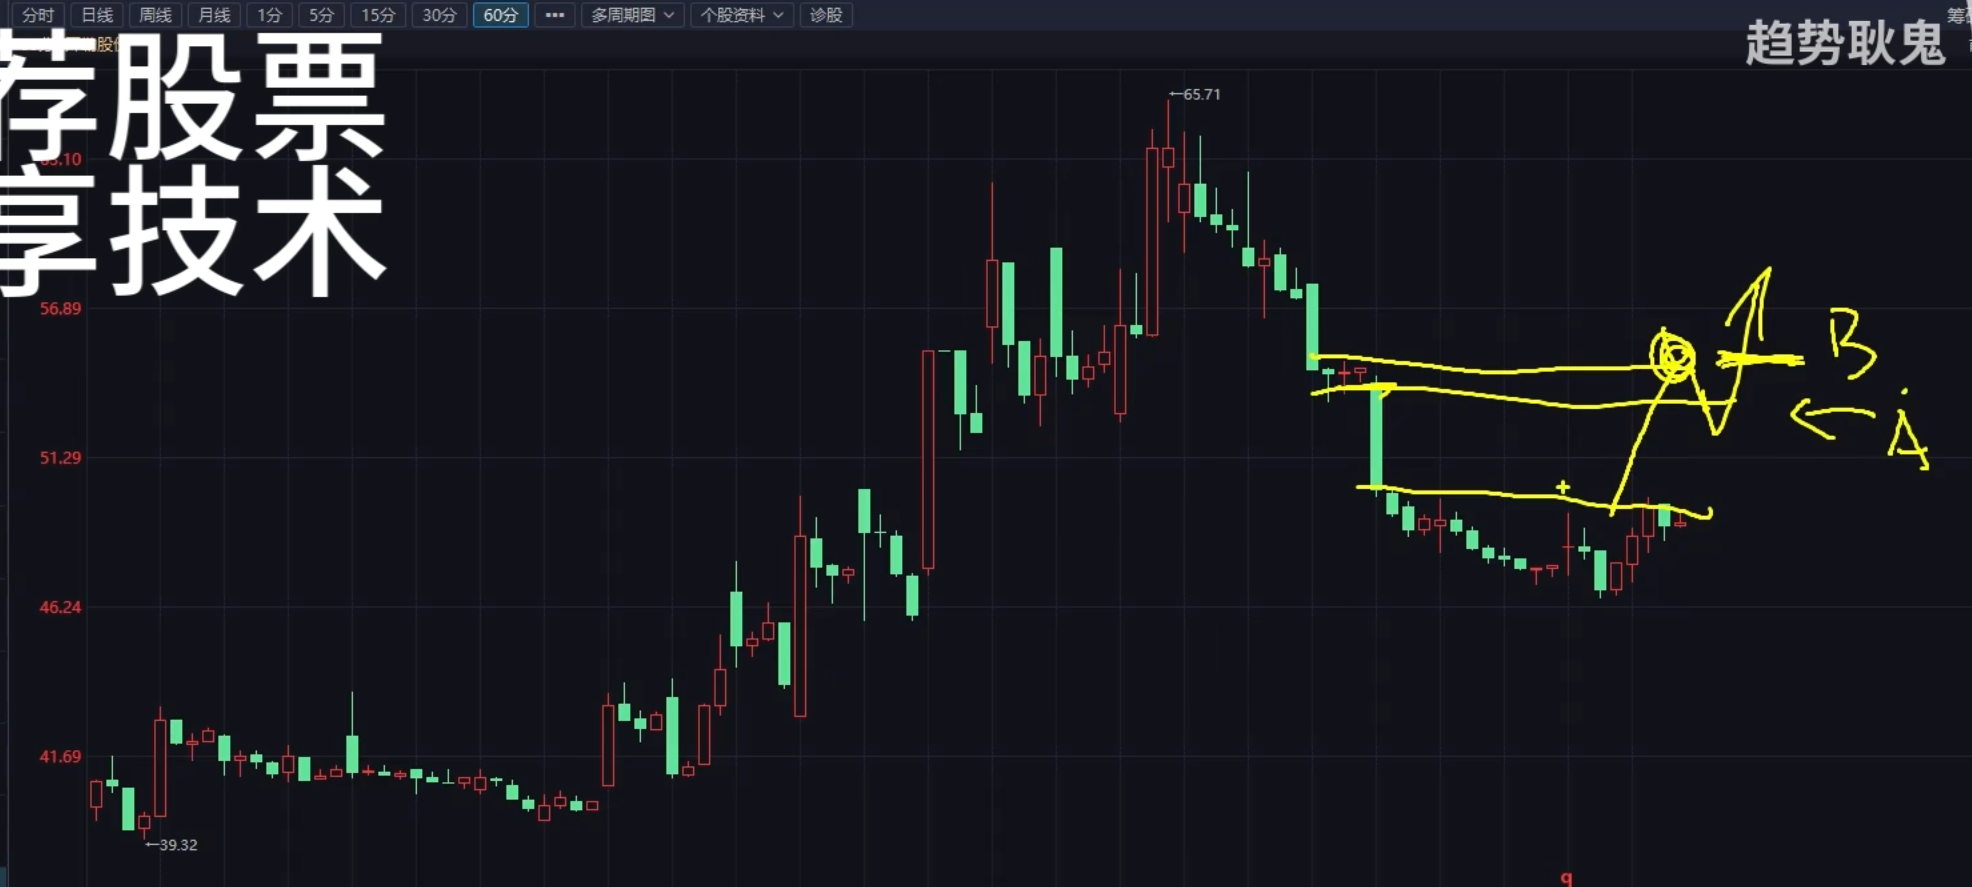 分时 日线 周线 月线 1分 5分 15分 30分 60分 ••• 多周期图 个股资料 诊股
趋势耿鬼
荐股票
享技术
←65.71
56.89
51.29
46.24
41.69
←39.32
B
A
q